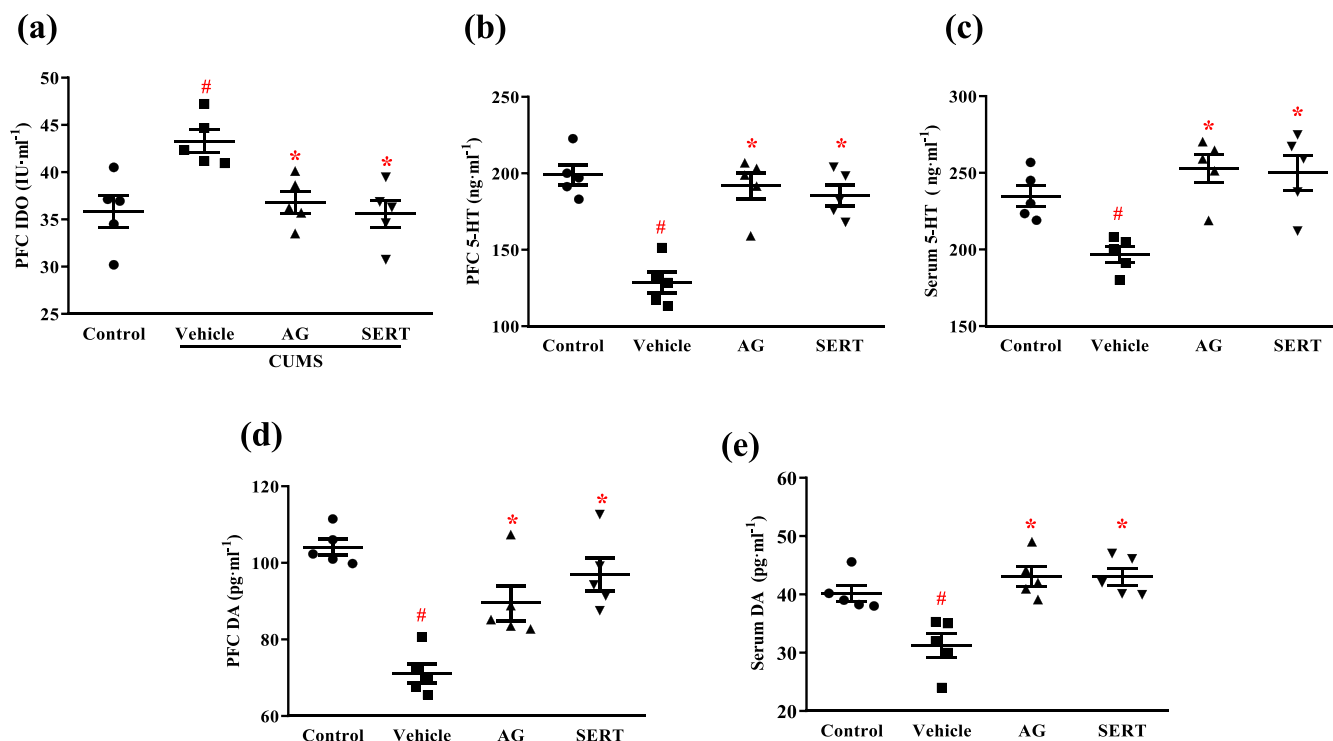 (a)
PFC IDO (IU·ml⁻¹)
50
45
40
35
30
25
#
*
*
Control Vehicle AG SERT
CUMS
(b)
PFC 5-HT (ng·ml⁻¹)
250
200
150
100
#
*
*
Control Vehicle AG SERT
(c)
Serum 5-HT ( ng·ml⁻¹)
300
250
200
150
#
*
*
Control Vehicle AG SERT
(d)
PFC DA (pg·ml⁻¹)
120
100
80
60
#
*
*
Control Vehicle AG SERT
(e)
Serum DA (pg·ml⁻¹)
60
50
40
30
20
#
*
*
Control Vehicle AG SERT